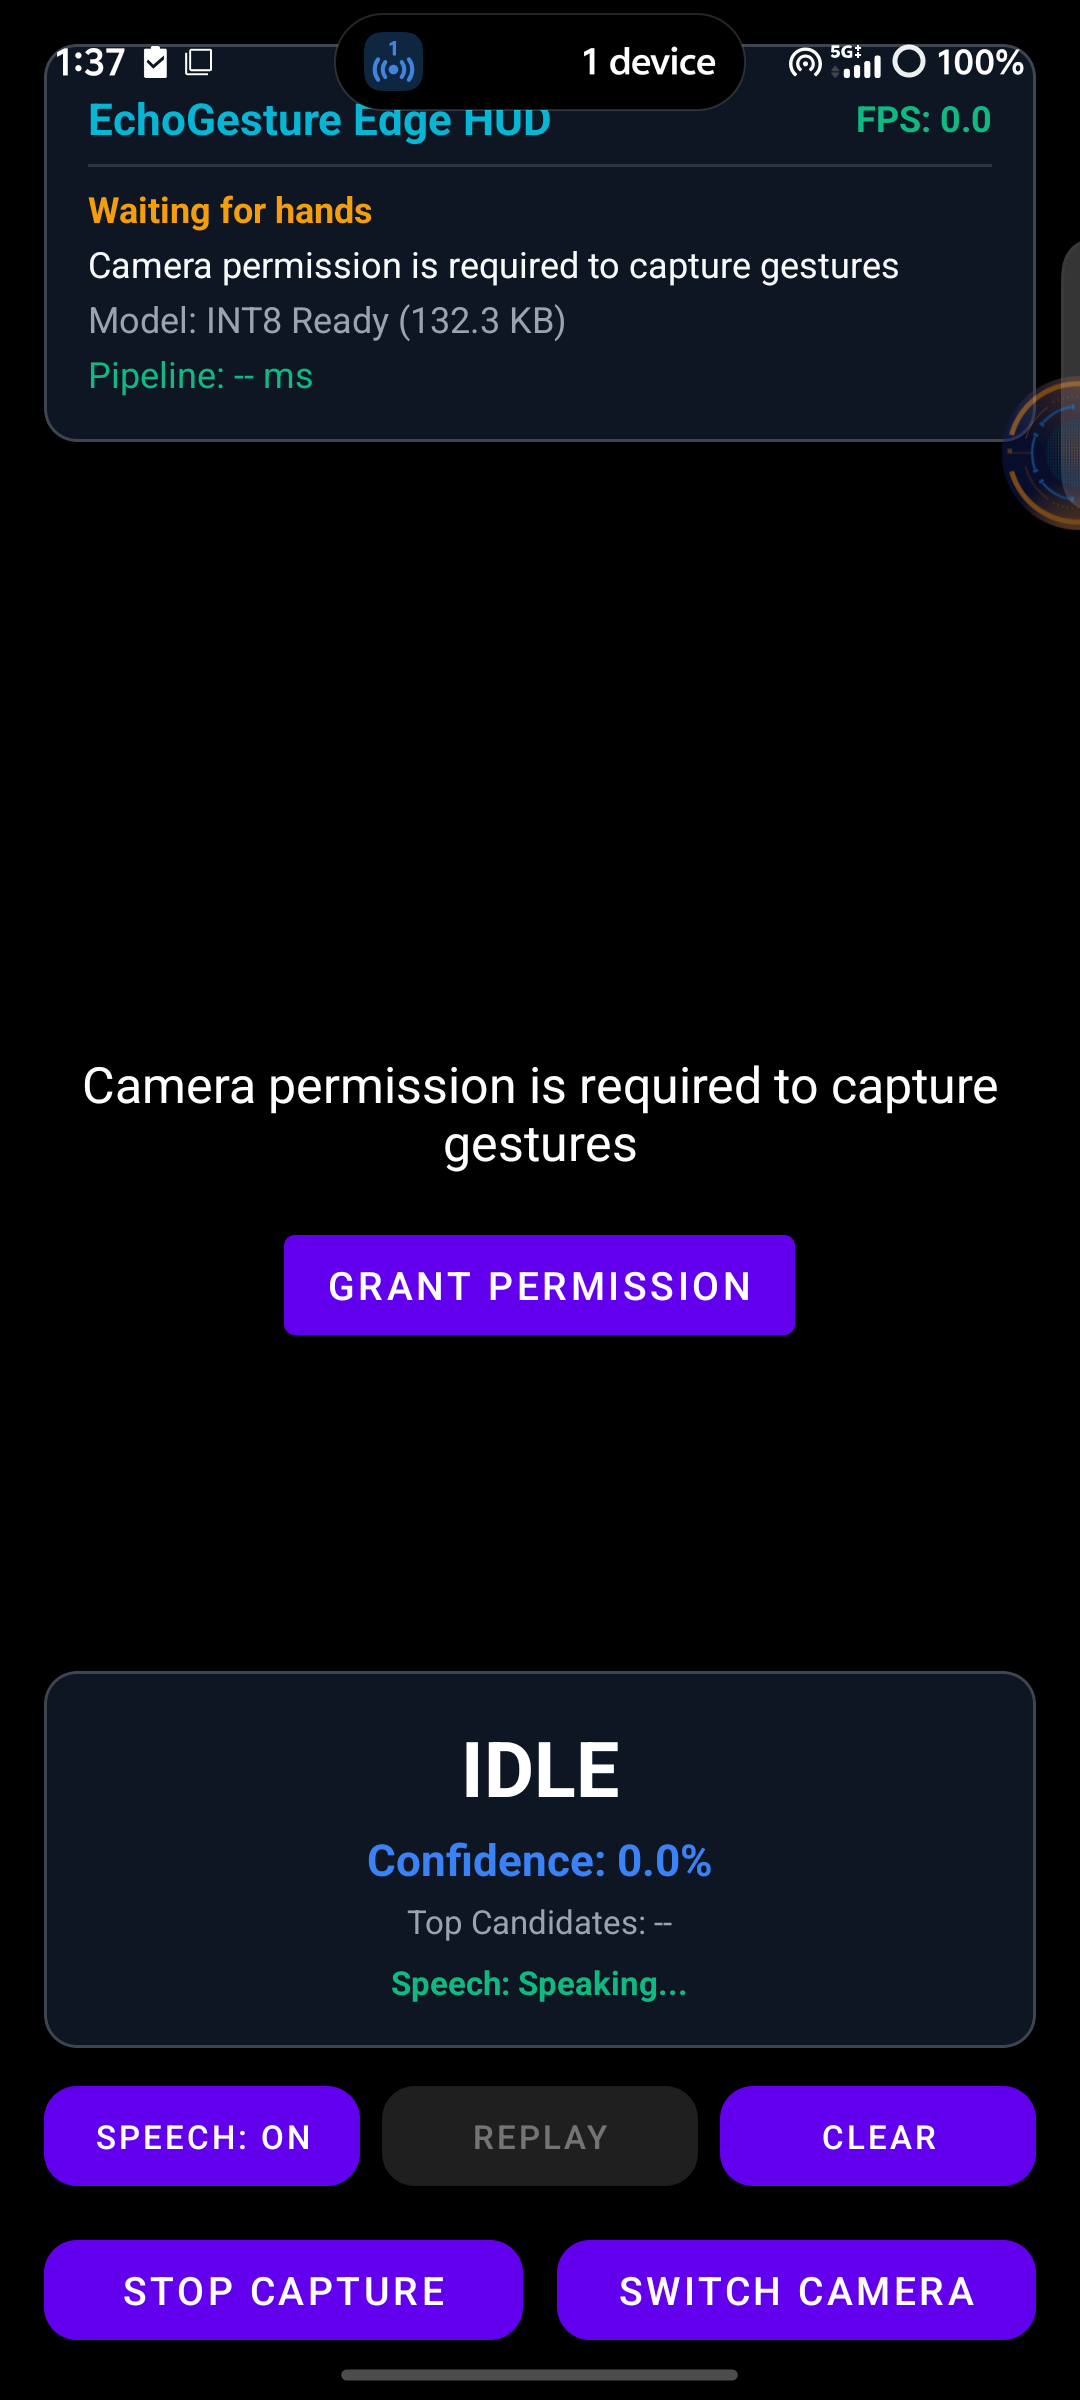 1:37
1
1 device
5G
100%
EchoGesture Edge HUD
FPS: 0.0
Waiting for hands
Camera permission is required to capture gestures
Model: INT8 Ready (132.3 KB)
Pipeline: -- ms
Camera permission is required to capture
gestures
GRANT PERMISSION
IDLE
Confidence: 0.0%
Top Candidates: --
Speech: Speaking...
SPEECH: ON
REPLAY
CLEAR
STOP CAPTURE
SWITCH CAMERA